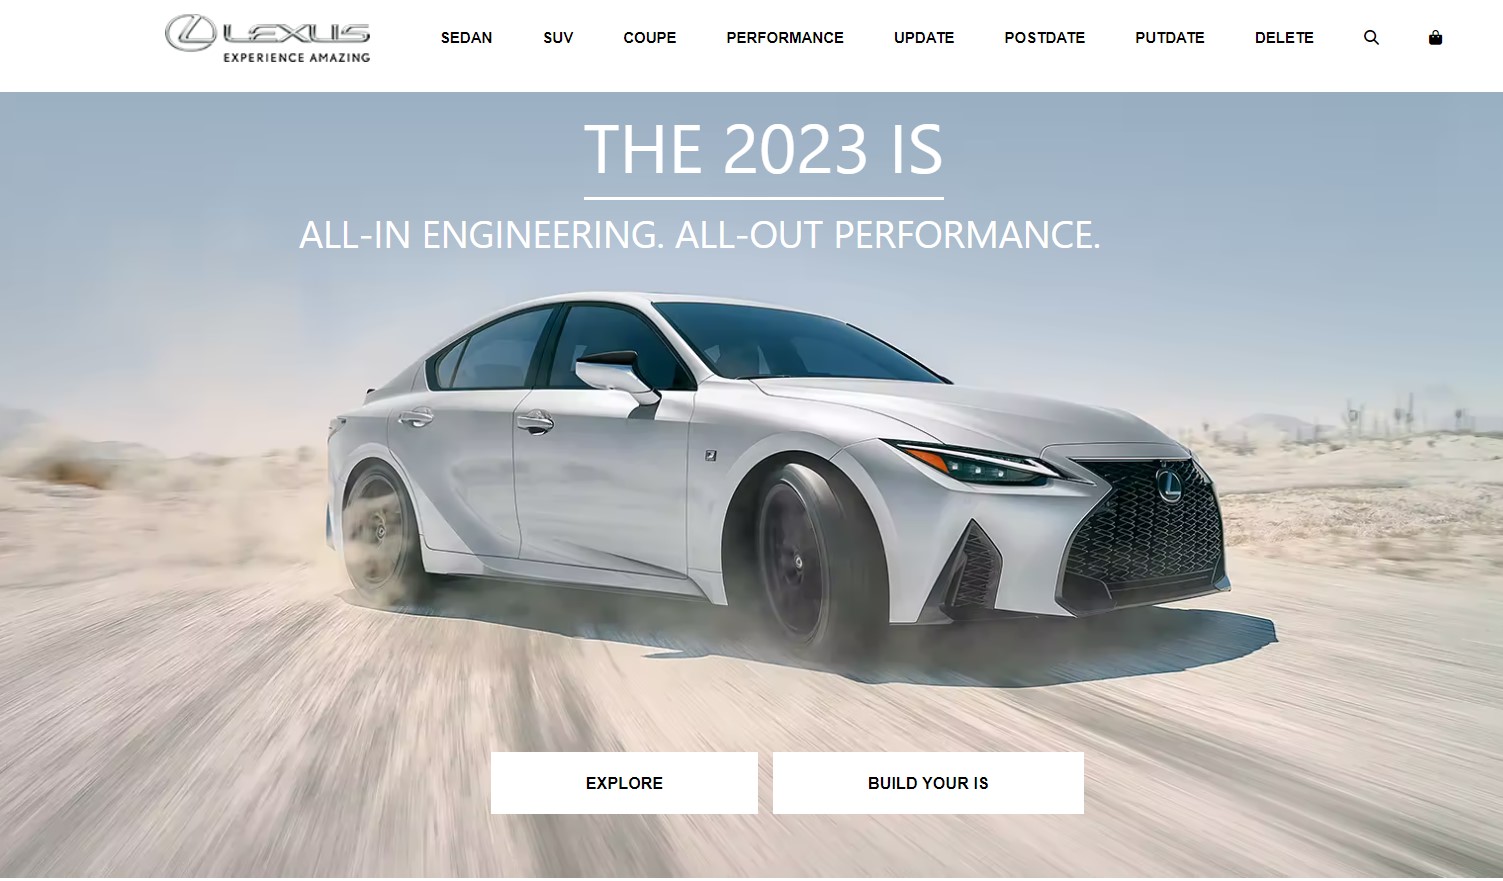 LEXUS
EXPERIENCE AMAZING
SEDAN SUV COUPE PERFORMANCE UPDATE POSTDATE PUTDATE DELETE
THE 2023 IS
ALL-IN ENGINEERING. ALL-OUT PERFORMANCE.
EXPLORE BUILD YOUR IS